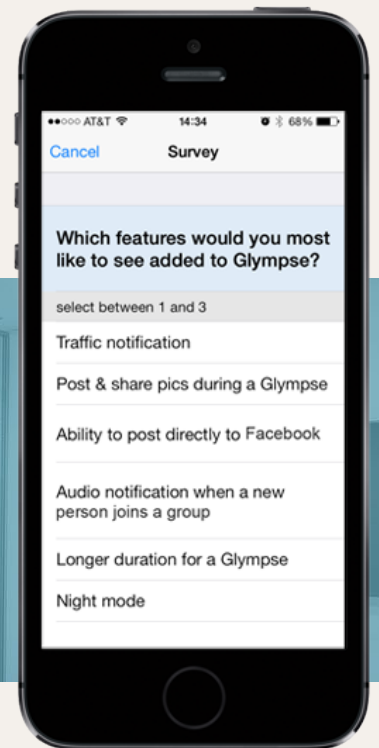 AT&T 14:34 68%
Cancel Survey
Which features would you most
like to see added to Glympse?
select between 1 and 3
Traffic notification
Post & share pics during a Glympse
Ability to post directly to Facebook
Audio notification when a new
person joins a group
Longer duration for a Glympse
Night mode